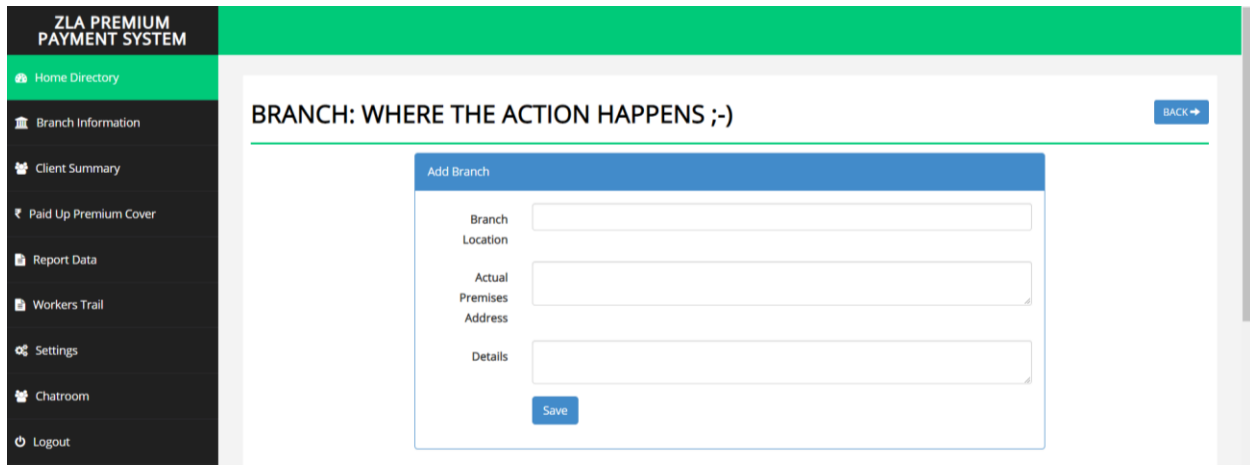 ZLA PREMIUM
PAYMENT SYSTEM
Home Directory
Branch Information
Client Summary
₹ Paid Up Premium Cover
Report Data
Workers Trail
Settings
Chatroom
Logout
BRANCH: WHERE THE ACTION HAPPENS ;-)
BACK
Add Branch
Branch
Location
Actual
Premises
Address
Details
Save